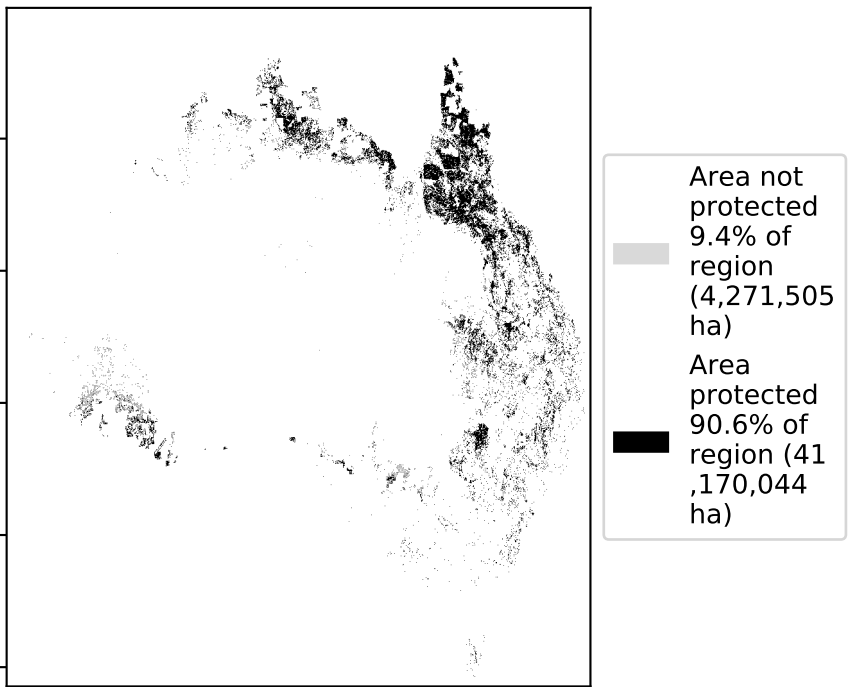 Area not
protected
9.4% of
region
(4,271,505
ha)
Area
protected
90.6% of
region (41
,170,044
ha)